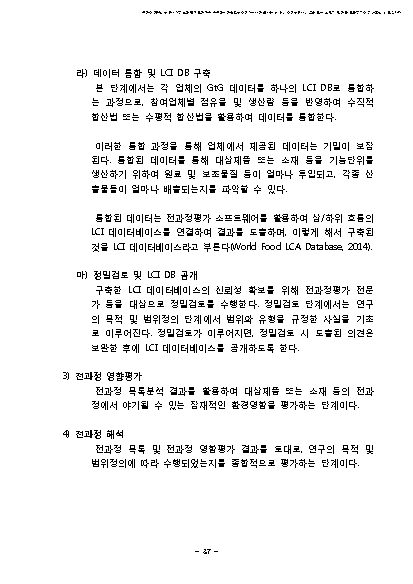 라) 데이터 통합 및 LCI DB 구축
본 단계에서는 각 업체의 GtG 데이터를 하나의 LCI DB로 통합하
는 과정으로, 참여업체별 점유율 및 생산량 등을 반영하여 수직적
합산법 또는 수평적 합산법을 활용하여 데이터를 통합한다.
이러한 통합 과정을 통해 업체에서 제공된 데이터는 기밀이 보장
된다. 통합된 데이터를 통해 대상제품 또는 소재 등을 기능단위를
생산하기 위하여 원료 및 보조물질 등이 얼마나 투입되고, 각종 산
출물들이 얼마나 배출되는지를 파악할 수 있다.
통합된 데이터는 전과정평가 소프트웨어를 활용하여 상/하위 흐름의
LCI 데이터베이스를 연결하여 결과를 도출하며, 이렇게 해서 구축된
것을 LCI 데이터베이스라고 부른다(World Food LCA Database, 2014).
마) 정밀검토 및 LCI DB 공개
구축한 LCI 데이터베이스의 신뢰성 확보를 위해 전과정평가 전문
가 등을 대상으로 정밀검토를 수행한다. 정밀검토 단계에서는 연구
의 목적 및 범위정의 단계에서 범위와 유형을 규정한 사실을 기초
로 이루어진다. 정밀검토가 이루어지면, 정밀검토 시 도출된 의견은
보완한 후에 LCI 데이터베이스를 공개하도록 한다.
3) 전과정 영향평가
전과정 목록분석 결과를 활용하여 대상제품 또는 소재 등의 전과
정에서 야기될 수 있는 잠재적인 환경영향을 평가하는 단계이다.
4) 전과정 해석
전과정 목록 및 전과정 영향평가 결과를 토대로, 연구의 목적 및
범위정의에 따라 수행되었는지를 종합적으로 평가하는 단계이다.
- 37 -